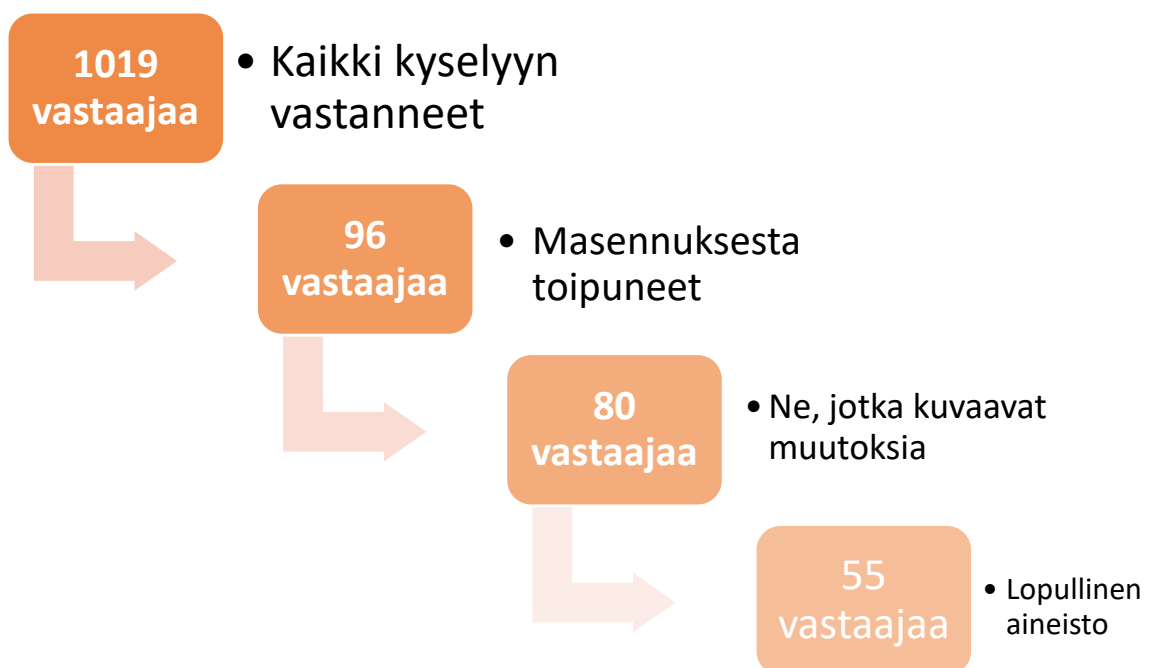 1019
vastaajaa
• Kaikki kyselyyn
vastanneet
96
vastaajaa
• Masennuksesta
toipuneet
80
vastaajaa
• Ne, jotka kuvaavat
muutoksia
55
vastaajaa
• Lopullinen
aineisto